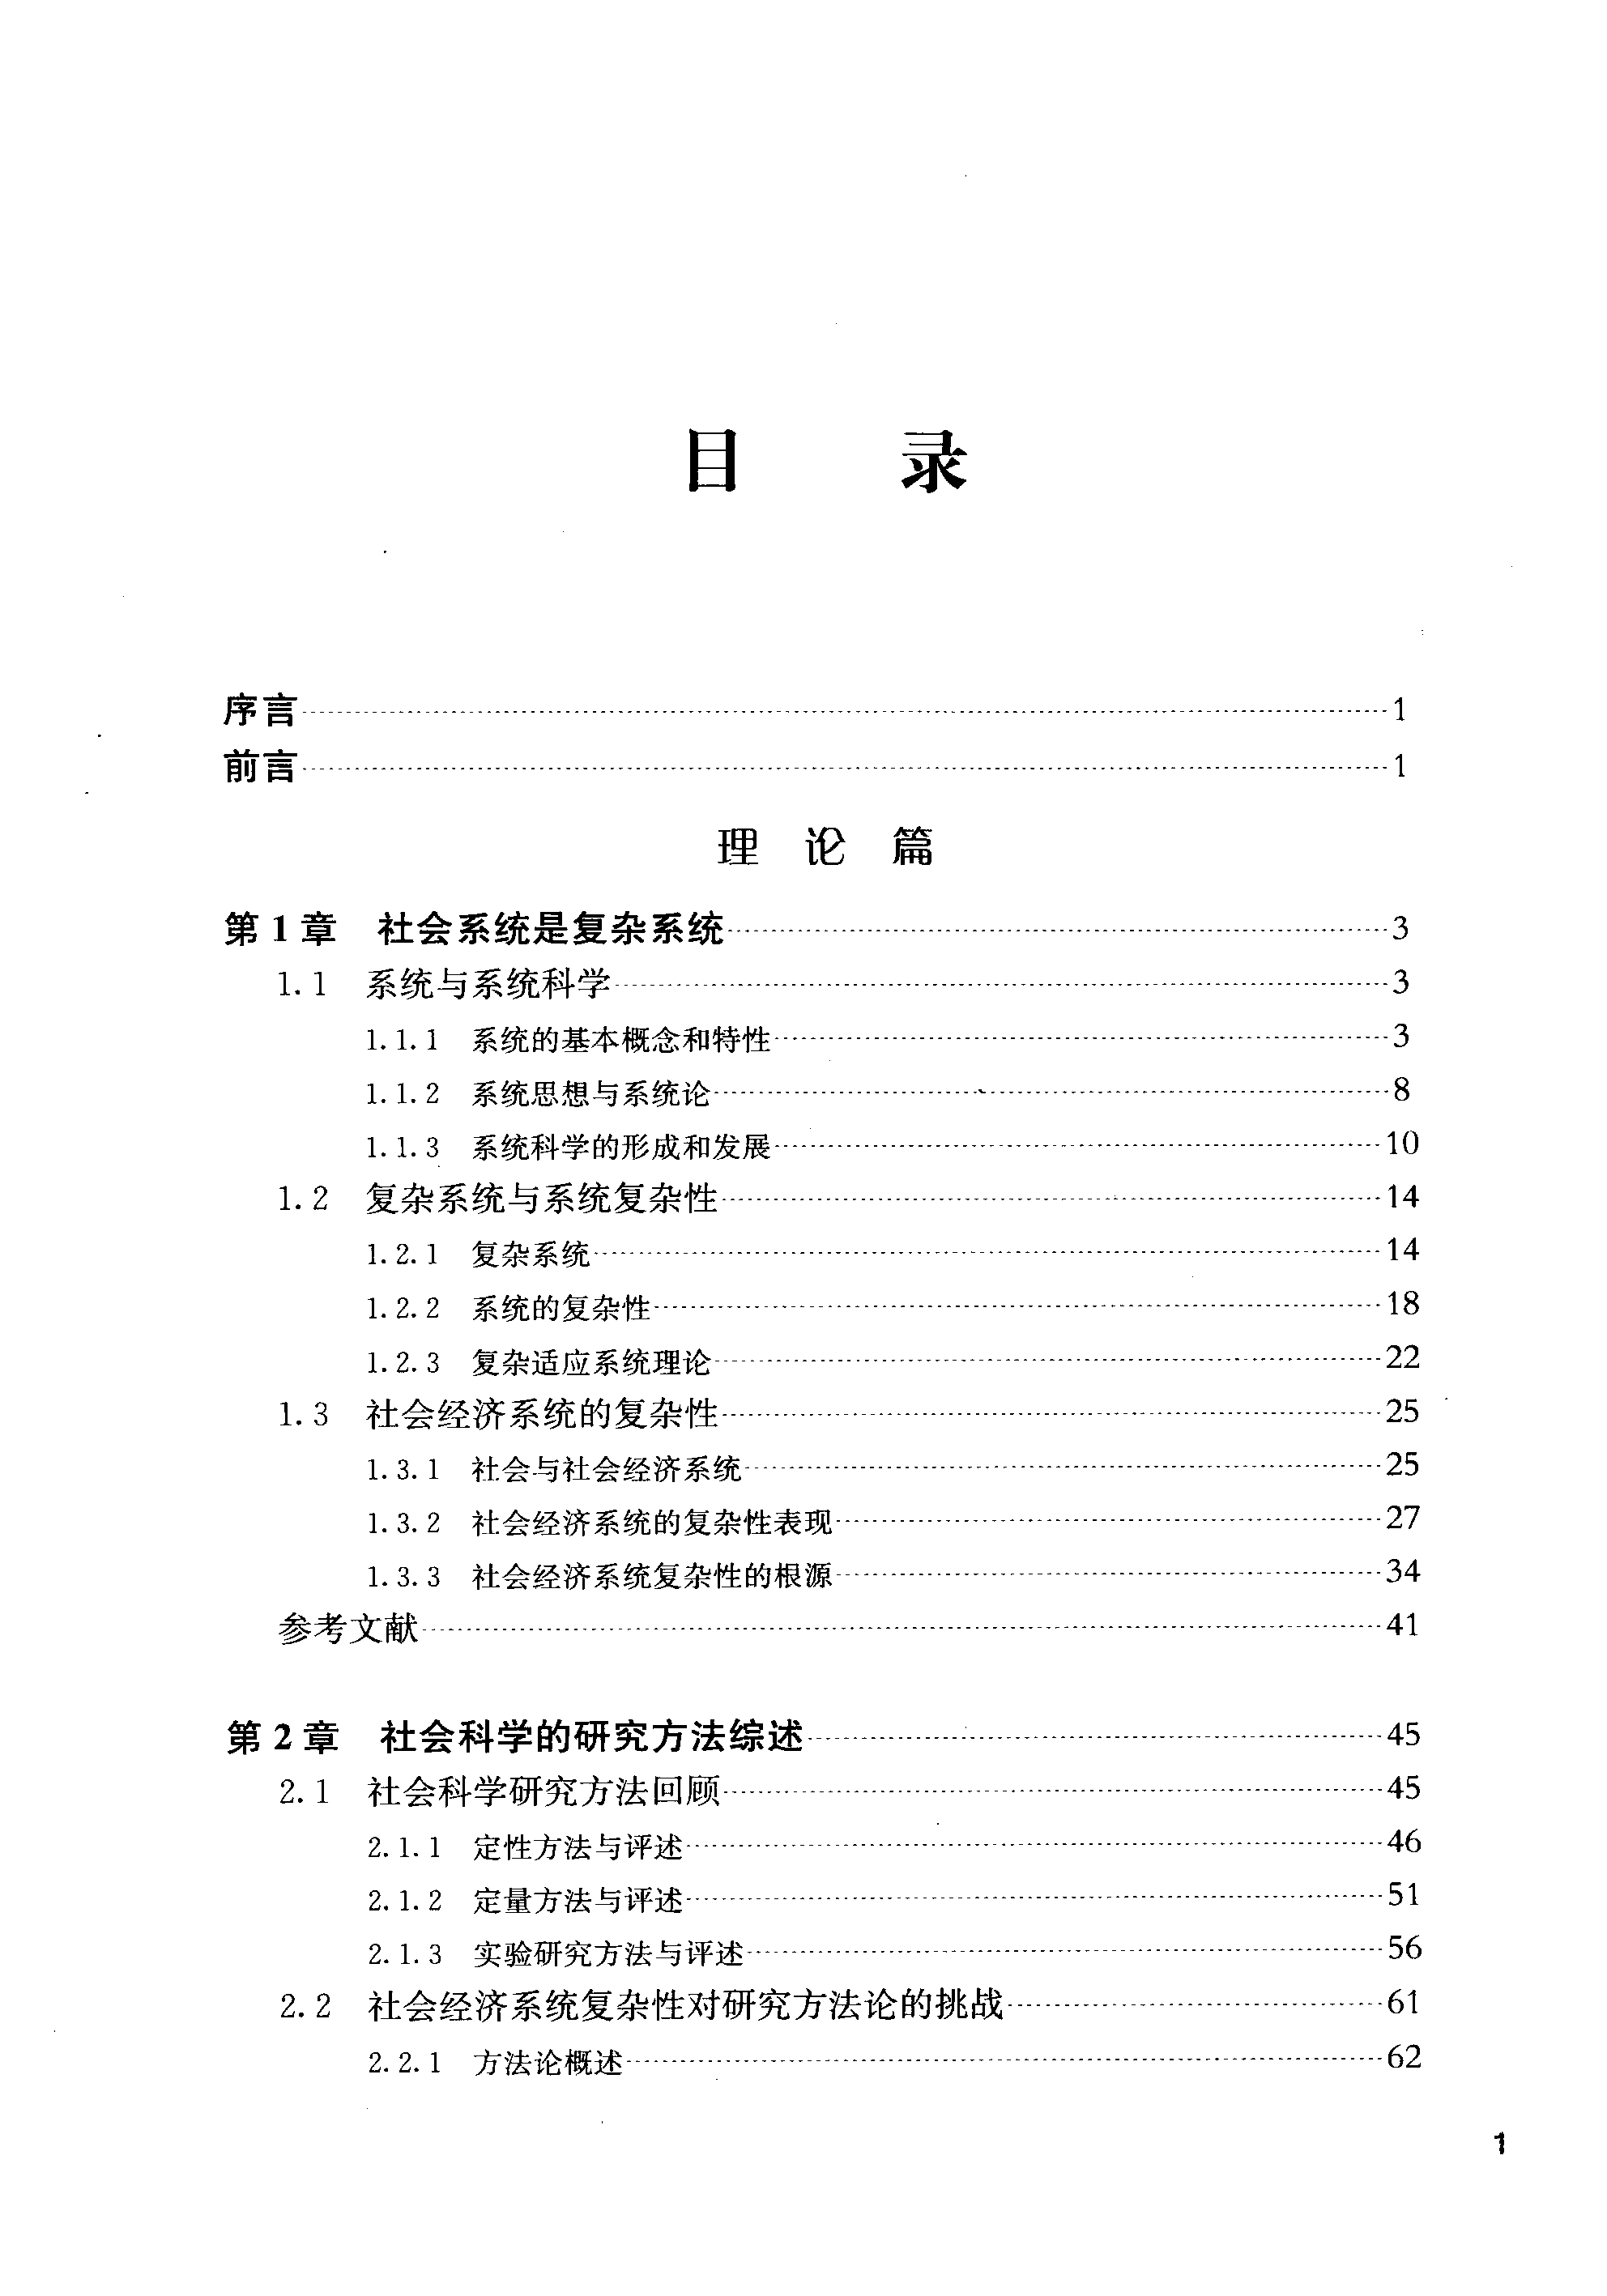 目 录
序言 1
前言 1
理 论 篇
第 1 章 社会系统是复杂系统 3
1.1 系统与系统科学 3
1.1.1 系统的基本概念和特性 3
1.1.2 系统思想与系统论 8
1.1.3 系统科学的形成和发展 10
1.2 复杂系统与系统复杂性 14
1.2.1 复杂系统 14
1.2.2 系统的复杂性 18
1.2.3 复杂适应系统理论 22
1.3 社会经济系统的复杂性 25
1.3.1 社会与社会经济系统 25
1.3.2 社会经济系统的复杂性表现 27
1.3.3 社会经济系统复杂性的根源 34
参考文献 41
第 2 章 社会科学的研究方法综述 45
2.1 社会科学研究方法回顾 45
2.1.1 定性方法与评述 46
2.1.2 定量方法与评述 51
2.1.3 实验研究方法与评述 56
2.2 社会经济系统复杂性对研究方法论的挑战 61
2.2.1 方法论概述 62
1